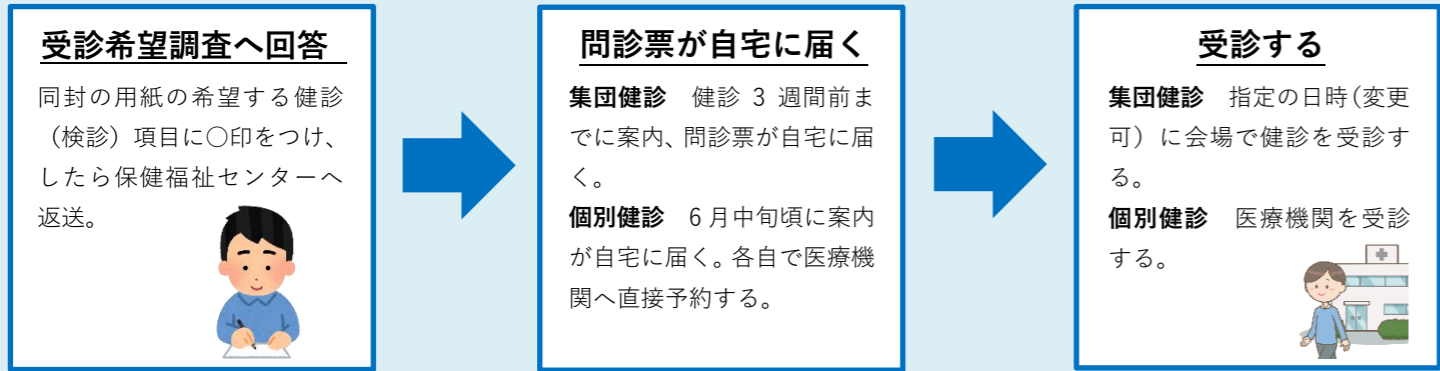 受診希望調査へ回答
同封の用紙の希望する健診
（検診）項目に〇印をつけ、
したら保健福祉センターへ
返送。
問診票が自宅に届く
集団健診　健診 3 週間前ま
でに案内、問診票が自宅に届
く。
個別健診　6 月中旬頃に案内
が自宅に届く。各自で医療機
関へ直接予約する。
受診する
集団健診　指定の日時（変更
可）に会場で健診を受診す
る。
個別健診　医療機関を受診
する。